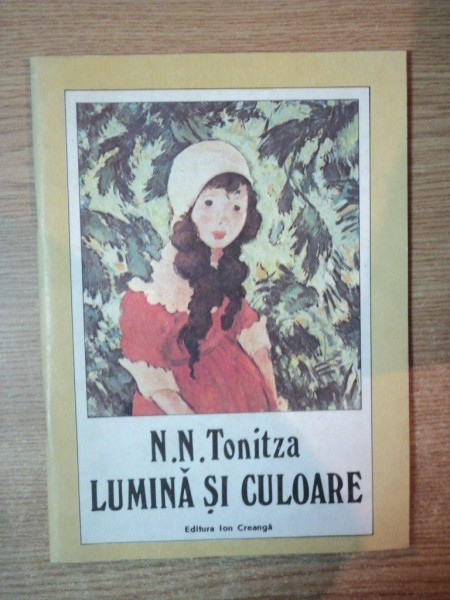 N.N. Tonitza
LUMINĂ ȘI CULOARE
Editura Ion Creangă